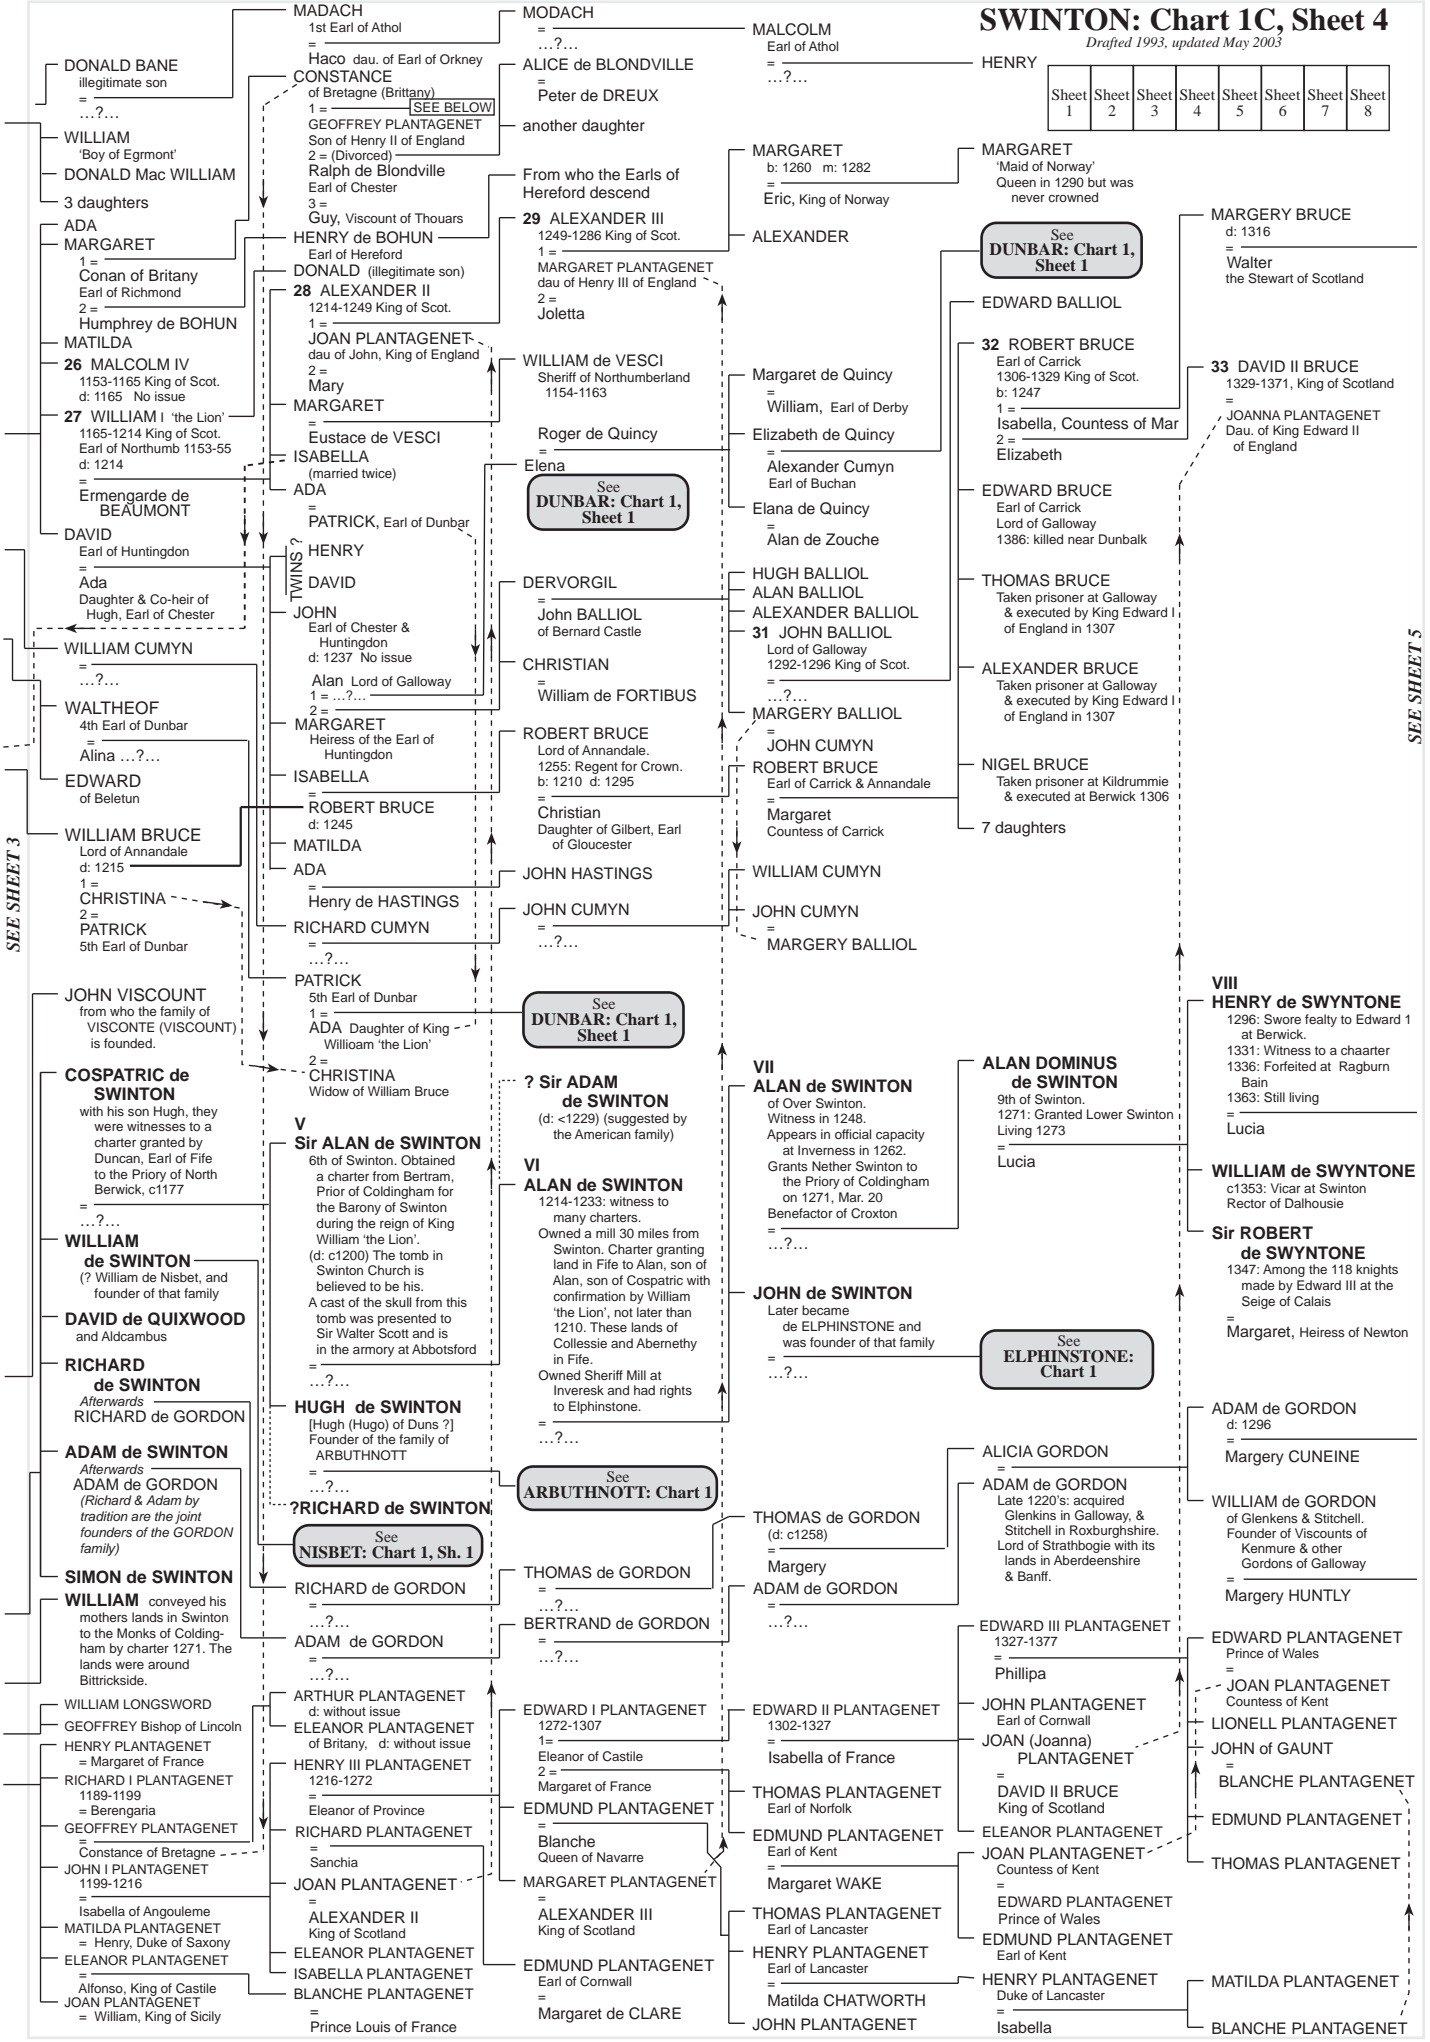 SWINTON: Chart 1C, Sheet 4
Drafted 1993, updated May 2003
Sheet 1
Sheet 2
Sheet 3
Sheet 4
Sheet 5
Sheet 6
Sheet 7
Sheet 8
SEE SHEET 3
DONALD BANE
illegitimate son
=
...?...
WILLIAM
'Boy of Egrmont'
DONALD Mac WILLIAM
3 daughters
ADA
MARGARET
1 =
Conan of Britany
Earl of Richmond
2 =
Humphrey de BOHUN
MATILDA
26 MALCOLM IV
1153-1165 King of Scot.
d: 1165 No issue
27 WILLIAM I 'the Lion'
1165-1214 King of Scot.
Earl of Northumb 1153-55
d: 1214
=
Ermengarde de
BEAUMONT
DAVID
Earl of Huntingdon
=
Ada
Daughter & Co-heir of
Hugh, Earl of Chester
WILLIAM CUMYN
=
...?...
WALTHEOF
4th Earl of Dunbar
=
Alina ...?...
EDWARD
of Beletun
WILLIAM BRUCE
Lord of Annandale
d: 1215
1 =
CHRISTINA
2 =
PATRICK
5th Earl of Dunbar
JOHN VISCOUNT
from who the family of
VISCONTE (VISCOUNT)
is founded.
COSPATRIC de
SWINTON
with his son Hugh, they
were witnesses to a
charter granted by
Duncan, Earl of Fife
to the Priory of North
Berwick, c1177
=
...?...
WILLIAM
de SWINTON
(? William de Nisbet, and
founder of that family
DAVID de QUIXWOOD
and Aldcambus
RICHARD
de SWINTON
Afterwards
RICHARD de GORDON
ADAM de SWINTON
Afterwards
ADAM de GORDON
(Richard & Adam by
tradition are the joint
founders of the GORDON
family)
SIMON de SWINTON
WILLIAM conveyed his
mothers lands in Swinton
to the Monks of Colding-
ham by charter 1271. The
lands were around
Bittrickside.
WILLIAM LONGSWORD
GEOFFREY Bishop of Lincoln
HENRY PLANTAGENET
= Margaret of France
RICHARD I PLANTAGENET
1189-1199
= Berengaria
GEOFFREY PLANTAGENET
=
Constance of Bretagne
JOHN I PLANTAGENET
1199-1216
=
Isabella of Angouleme
MATILDA PLANTAGENET
= Henry, Duke of Saxony
ELEANOR PLANTAGENET
=
Alfonso, King of Castile
JOAN PLANTAGENET
= William, King of Sicily
MADACH
1st Earl of Athol
=
Haco dau. of Earl of Orkney
CONSTANCE
of Bretagne (Brittany)
1 =
SEE BELOW
GEOFFREY PLANTAGENET
Son of Henry II of England
2 = (Divorced)
Ralph de Blondville
Earl of Chester
3 =
Guy, Viscount of Thouars
HENRY de BOHUN
Earl of Hereford
DONALD (illegitimate son)
28 ALEXANDER II
1214-1249 King of Scot.
1 =
JOAN PLANTAGENET
dau of John, King of England
2 =
Mary
MARGARET
=
Eustace de VESCI
ISABELLA
(married twice)
ADA
=
PATRICK, Earl of Dunbar
TWINS ?
HENRY
DAVID
JOHN
Earl of Chester &
Huntingdon
d: 1237 No issue
Alan Lord of Galloway
1 = ...?...
2 =
MARGARET
Heiress of the Earl of
Huntingdon
ISABELLA
=
ROBERT BRUCE
d: 1245
MATILDA
ADA
=
Henry de HASTINGS
RICHARD CUMYN
=
...?...
PATRICK
5th Earl of Dunbar
1 =
ADA Daughter of King
Willioam 'the Lion'
2 =
CHRISTINA
Widow of William Bruce
V
Sir ALAN de SWINTON
6th of Swinton. Obtained
a charter from Bertram,
Prior of Coldingham for
the Barony of Swinton
during the reign of King
William 'the Lion'.
(d: c1200) The tomb in
Swinton Church is
believed to be his.
A cast of the skull from this
tomb was presented to
Sir Walter Scott and is
in the armory at Abbotsford
=
...?...
HUGH de SWINTON
[Hugh (Hugo) of Duns ?]
Founder of the family of
ARBUTHNOTT
=
...?...
?RICHARD de SWINTON
See
NISBET: Chart 1, Sh. 1
RICHARD de GORDON
=
...?...
ADAM de GORDON
=
...?...
ARTHUR PLANTAGENET
d: without issue
ELEANOR PLANTAGENET
of Britany, d: without issue
HENRY III PLANTAGENET
1216-1272
=
Eleanor of Province
RICHARD PLANTAGENET
=
Sanchia
JOAN PLANTAGENET
=
ALEXANDER II
King of Scotland
ELEANOR PLANTAGENET
ISABELLA PLANTAGENET
BLANCHE PLANTAGENET
=
Prince Louis of France
MODACH
=
...?...
ALICE de BLONDVILLE
=
Peter de DREUX
another daughter
From who the Earls of
Hereford descend
29 ALEXANDER III
1249-1286 King of Scot.
1 =
MARGARET PLANTAGENET
dau of Henry III of England
2 =
Joletta
WILLIAM de VESCI
Sheriff of Northumberland
1154-1163
Roger de Quincy
=
Elena
See
DUNBAR: Chart 1,
Sheet 1
DERVORGIL
=
John BALLIOL
of Bernard Castle
CHRISTIAN
=
William de FORTIBUS
ROBERT BRUCE
Lord of Annandale.
1255: Regent for Crown.
b: 1210 d: 1295
=
Christian
Daughter of Gilbert, Earl
of Gloucester
JOHN HASTINGS
JOHN CUMYN
=
...?...
See
DUNBAR: Chart 1,
Sheet 1
? Sir ADAM
de SWINTON
(d: <1229) (suggested by
the American family)
VI
ALAN de SWINTON
1214-1233: witness to
many charters.
Owned a mill 30 miles from
Swinton. Charter granting
land in Fife to Alan, son of
Alan, son of Cospatric with
confirmation by William
'the Lion', not later than
1210. These lands of
Collessie and Abernethy
in Fife.
Owned Sheriff Mill at
Inveresk and had rights
to Elphinstone.
=
...?...
See
ARBUTHNOTT: Chart 1
THOMAS de GORDON
=
...?...
BERTRAND de GORDON
=
...?...
EDWARD I PLANTAGENET
1272-1307
1=
Eleanor of Castile
2 =
Margaret of France
EDMUND PLANTAGENET
=
Blanche
Queen of Navarre
MARGARET PLANTAGENET
=
ALEXANDER III
King of Scotland
EDMUND PLANTAGENET
Earl of Cornwall
=
Margaret de CLARE
MALCOLM
Earl of Athol
=
...?...
MARGARET
b: 1260 m: 1282
=
Eric, King of Norway
ALEXANDER
Margaret de Quincy
=
William, Earl of Derby
Elizabeth de Quincy
=
Alexander Cumyn
Earl of Buchan
Elana de Quincy
=
Alan de Zouche
HUGH BALLIOL
ALAN BALLIOL
ALEXANDER BALLIOL
31 JOHN BALLIOL
Lord of Galloway
1292-1296 King of Scot.
=
...?...
MARGERY BALLIOL
=
JOHN CUMYN
ROBERT BRUCE
Earl of Carrick & Annandale
=
Margaret
Countess of Carrick
WILLIAM CUMYN
JOHN CUMYN
=
MARGERY BALLIOL
VII
ALAN de SWINTON
of Over Swinton.
Witness in 1248.
Appears in official capacity
at Inverness in 1262.
Grants Nether Swinton to
the Priory of Coldingham
on 1271, Mar. 20
Benefactor of Croxton
=
...?...
JOHN de SWINTON
Later became
de ELPHINSTONE and
was founder of that family
=
...?...
THOMAS de GORDON
(d: c1258)
=
Margery
ADAM de GORDON
=
...?...
EDWARD II PLANTAGENET
1302-1327
=
Isabella of France
THOMAS PLANTAGENET
Earl of Norfolk
EDMUND PLANTAGENET
Earl of Kent
=
Margaret WAKE
THOMAS PLANTAGENET
Earl of Lancaster
HENRY PLANTAGENET
Earl of Lancaster
=
Matilda CHATWORTH
JOHN PLANTAGENET
HENRY
MARGARET
'Maid of Norway'
Queen in 1290 but was
never crowned
See
DUNBAR: Chart 1,
Sheet 1
EDWARD BALLIOL
32 ROBERT BRUCE
Earl of Carrick
1306-1329 King of Scot.
b: 1247
1 =
Isabella, Countess of Mar
2 =
Elizabeth
EDWARD BRUCE
Earl of Carrick
Lord of Galloway
1386: killed near Dunbalk
THOMAS BRUCE
Taken prisoner at Galloway
& executed by King Edward I
of England in 1307
ALEXANDER BRUCE
Taken prisoner at Galloway
& executed by King Edward I
of England in 1307
NIGEL BRUCE
Taken prisoner at Kildrummie
& executed at Berwick 1306
7 daughters
ALAN DOMINUS
de SWINTON
9th of Swinton.
1271: Granted Lower Swinton
Living 1273
=
Lucia
See
ELPHINSTONE:
Chart 1
ALICIA GORDON
=
ADAM de GORDON
Late 1220's: acquired
Glenkins in Galloway, &
Stitchell in Roxburghshire.
Lord of Strathbogie with its
lands in Aberdeenshire
& Banff.
EDWARD III PLANTAGENET
1327-1377
=
Phillipa
JOHN PLANTAGENET
Earl of Cornwall
JOAN (Joanna)
PLANTAGENET
=
DAVID II BRUCE
King of Scotland
ELEANOR PLANTAGENET
JOAN PLANTAGENET
Countess of Kent
=
EDWARD PLANTAGENET
Prince of Wales
EDMUND PLANTAGENET
Earl of Kent
HENRY PLANTAGENET
Duke of Lancaster
=
Isabella
MARGERY BRUCE
d: 1316
=
Walter
the Stewart of Scotland
33 DAVID II BRUCE
1329-1371, King of Scotland
=
JOANNA PLANTAGENET
Dau. of King Edward II
of England
VIII
HENRY de SWYNTONE
1296: Swore fealty to Edward 1
at Berwick.
1331: Witness to a chaarter
1336: Forfeited at Ragburn
Bain
1363: Still living
=
Lucia
WILLIAM de SWYNTONE
c1353: Vicar at Swinton
Rector of Dalhousie
Sir ROBERT
de SWYNTONE
1347: Among the 118 knights
made by Edward III at the
Seige of Calais
=
Margaret, Heiress of Newton
ADAM de GORDON
d: 1296
=
Margery CUNEINE
WILLIAM de GORDON
of Glenkens & Stitchell.
Founder of Viscounts of
Kenmure & other
Gordons of Galloway
=
Margery HUNTLY
EDWARD PLANTAGENET
Prince of Wales
=
JOAN PLANTAGENET
Countess of Kent
LIONELL PLANTAGENET
JOHN of GAUNT
=
BLANCHE PLANTAGENET
EDMUND PLANTAGENET
THOMAS PLANTAGENET
MATILDA PLANTAGENET
BLANCHE PLANTAGENET
SEE SHEET 5